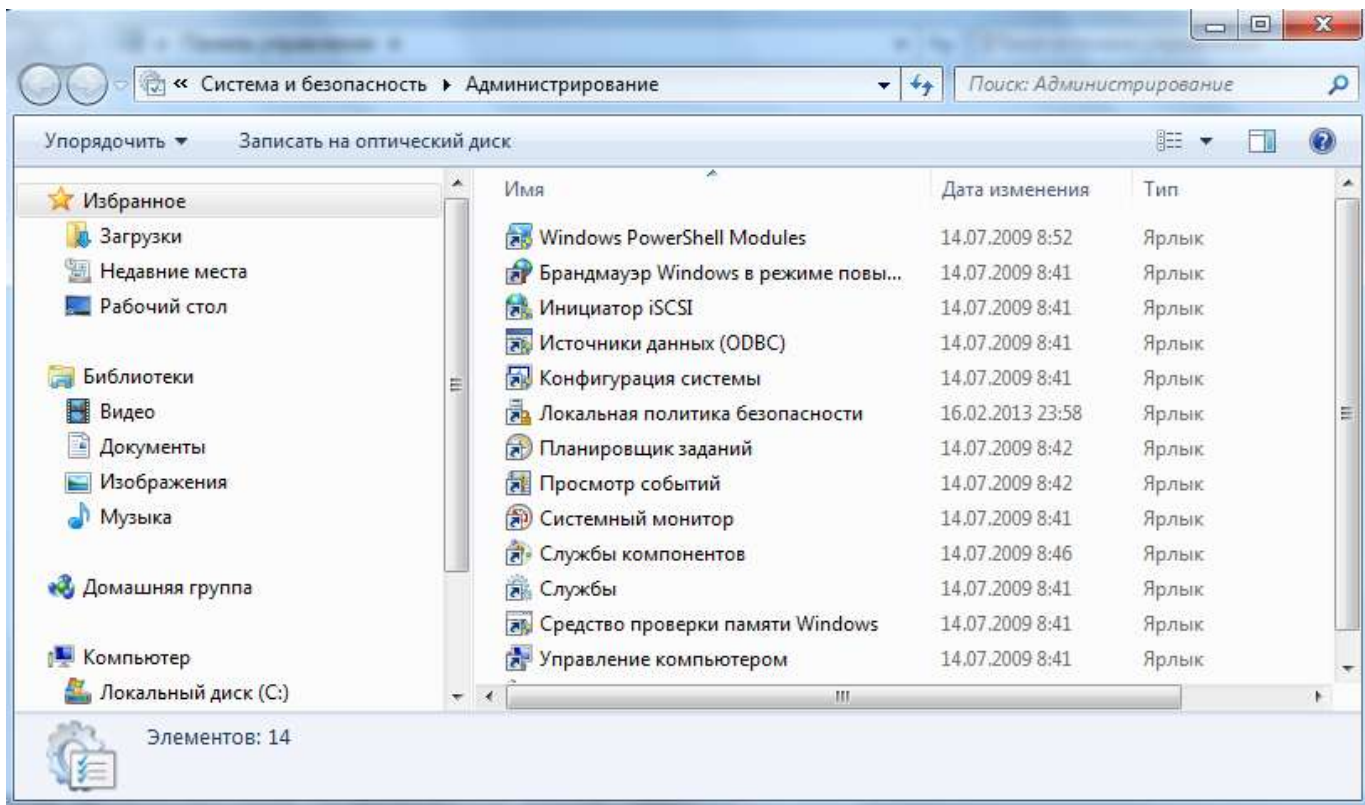 « Система и безопасность ▸ Администрирование
Поиск: Администрирование
Упорядочить ▾ Записать на оптический диск
Избранное
Загрузки
Недавние места
Рабочий стол
Библиотеки
Видео
Документы
Изображения
Музыка
Домашняя группа
Компьютер
Локальный диск (C:)
Имя Дата изменения Тип
Windows PowerShell Modules 14.07.2009 8:52 Ярлык
Брандмауэр Windows в режиме повы... 14.07.2009 8:41 Ярлык
Инициатор iSCSI 14.07.2009 8:41 Ярлык
Источники данных (ODBC) 14.07.2009 8:41 Ярлык
Конфигурация системы 14.07.2009 8:41 Ярлык
Локальная политика безопасности 16.02.2013 23:58 Ярлык
Планировщик заданий 14.07.2009 8:42 Ярлык
Просмотр событий 14.07.2009 8:42 Ярлык
Системный монитор 14.07.2009 8:41 Ярлык
Службы компонентов 14.07.2009 8:46 Ярлык
Службы 14.07.2009 8:41 Ярлык
Средство проверки памяти Windows 14.07.2009 8:41 Ярлык
Управление компьютером 14.07.2009 8:41 Ярлык
Элементов: 14